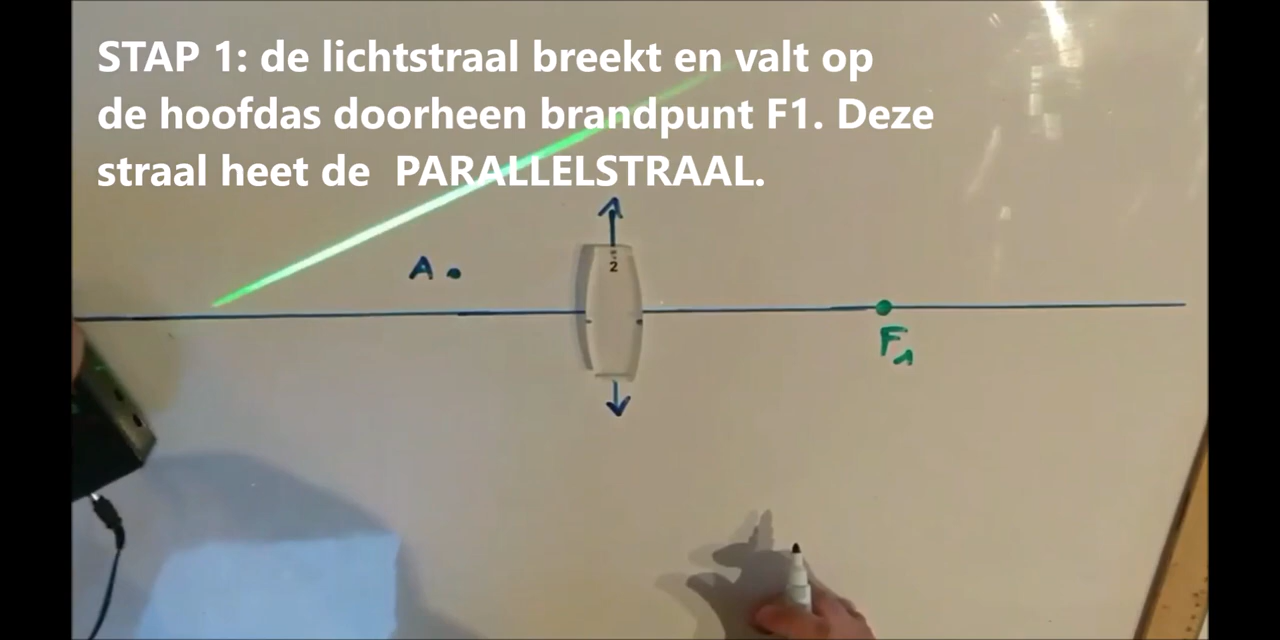 STAP 1: de lichtstraal breekt en valt op
de hoofdas doorheen brandpunt F1. Deze
straal heet de PARALLELSTRAAL.
A
2
F1